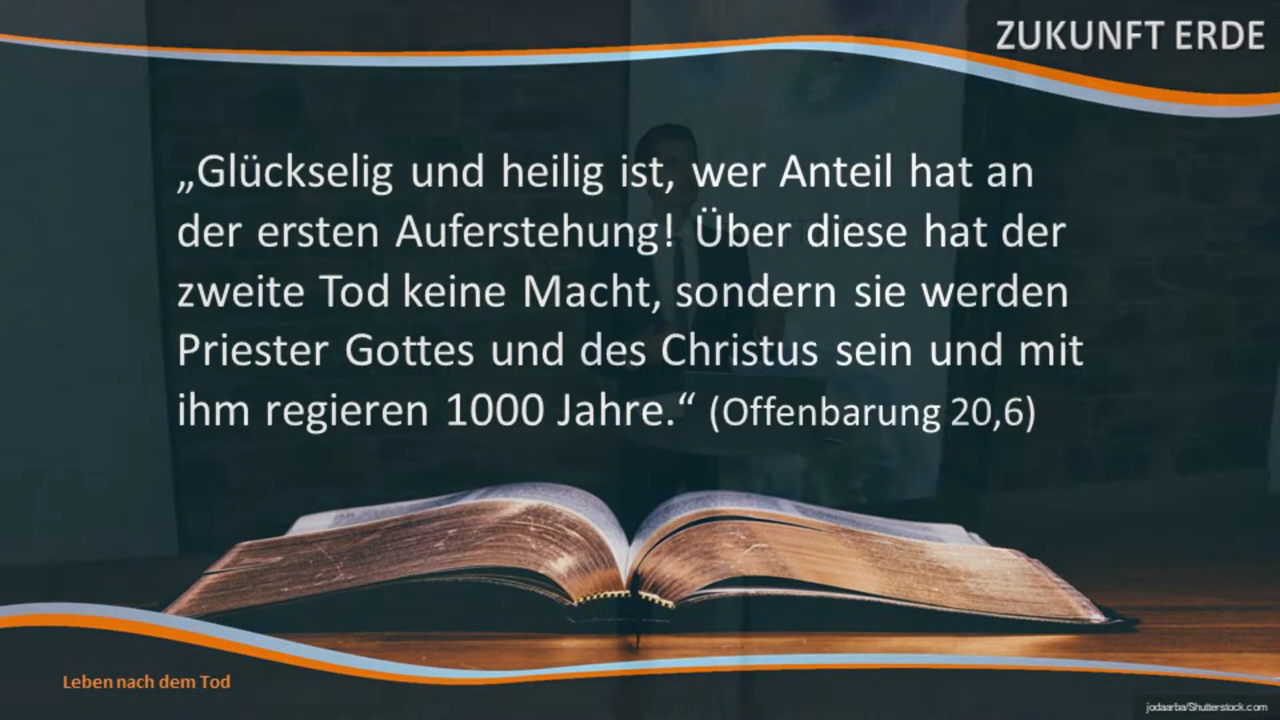 ZUKUNFT ERDE
„Glückselig und heilig ist, wer Anteil hat an
der ersten Auferstehung! Über diese hat der
zweite Tod keine Macht, sondern sie werden
Priester Gottes und des Christus sein und mit
ihm regieren 1000 Jahre.“ (Offenbarung 20,6)
Leben nach dem Tod
jodaarba/Shutterstock.com